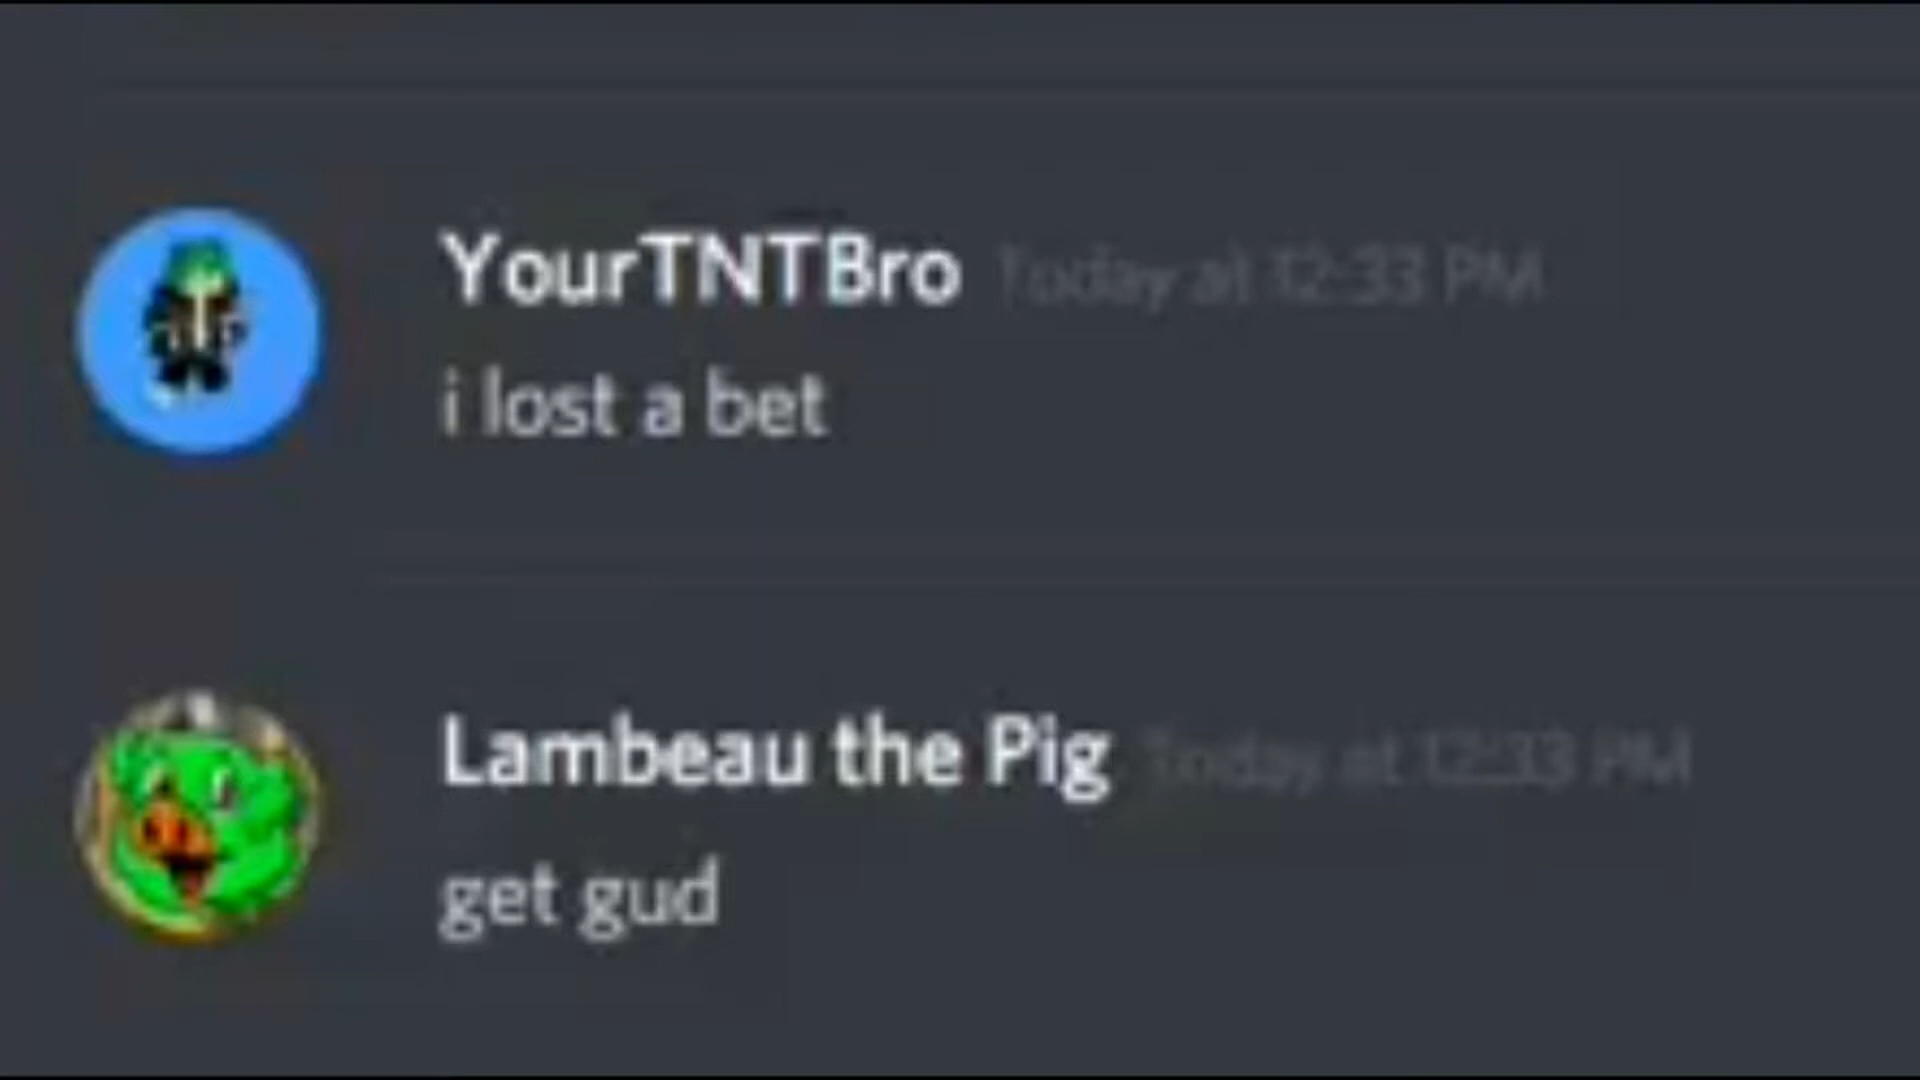 YourTNTBro Today at 12:33 PM
i lost a bet
Lambeau the Pig Today at 12:33 PM
get gud